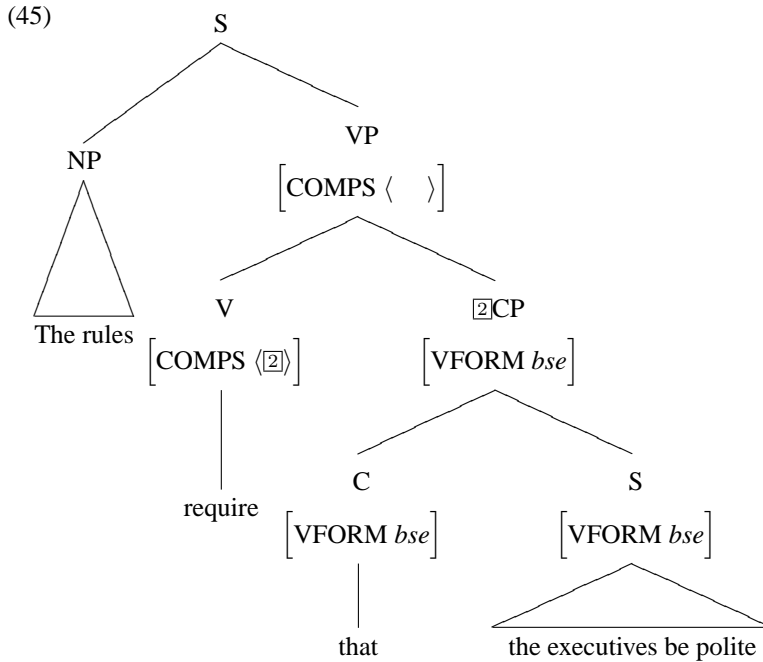 (45)
S
NP VP
[COMPS ⟨ ⟩]
V 2CP
The rules
[COMPS ⟨2⟩] [VFORM bse]
C S
require
[VFORM bse] [VFORM bse]
that the executives be polite